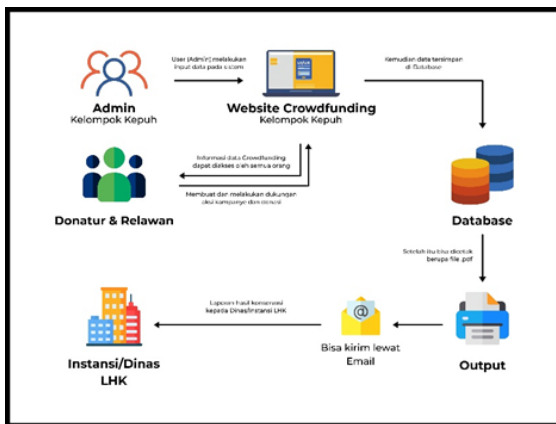 User (Admin) melakukan
input data pada sistem
Kemudian data tersimpan
di Database
Admin
Kelompok Kepuh
Website Crowdfunding
Kelompok Kepuh
Informasi data Crowdfunding
dapat diakses oleh semua orang
Membuat dan melakukan dukungan
aksi kampanye dan donasi
Donatur & Relawan
Database
Setelah itu bisa dicetak
berupa file .pdf
Laporan hasil konservasi
kepada Dinas/Instansi LHK
Instansi/Dinas
LHK
Bisa kirim lewat
Email
Output